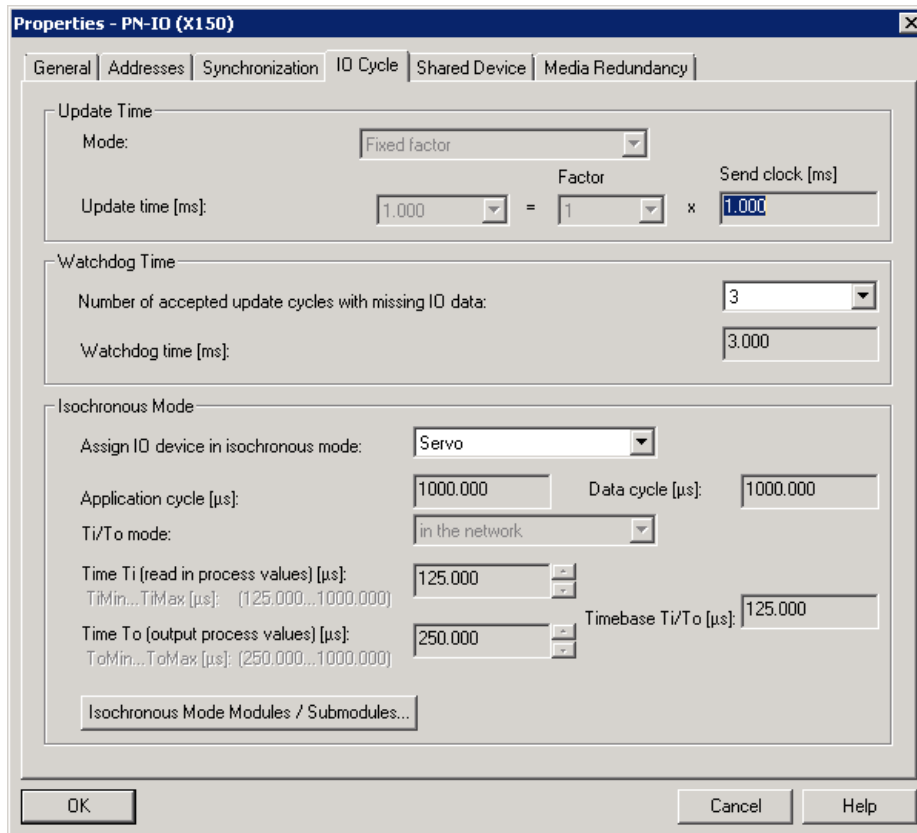 Properties - PN-IO (X150)
General Addresses Synchronization IO Cycle Shared Device Media Redundancy
Update Time
Mode: Fixed factor
Factor Send clock [ms]
Update time [ms]: 1.000 = 1 x 1.000
Watchdog Time
Number of accepted update cycles with missing IO data: 3
Watchdog time [ms]: 3.000
Isochronous Mode
Assign IO device in isochronous mode: Servo
Application cycle [µs]: 1000.000 Data cycle [µs]: 1000.000
Ti/To mode: in the network
Time Ti (read in process values) [µs]: 125.000
TiMin...TiMax [µs]: (125.000...1000.000)
Timebase Ti/To [µs]: 125.000
Time To (output process values) [µs]: 250.000
ToMin...ToMax [µs]: (250.000...1000.000)
Isochronous Mode Modules / Submodules...
OK Cancel Help